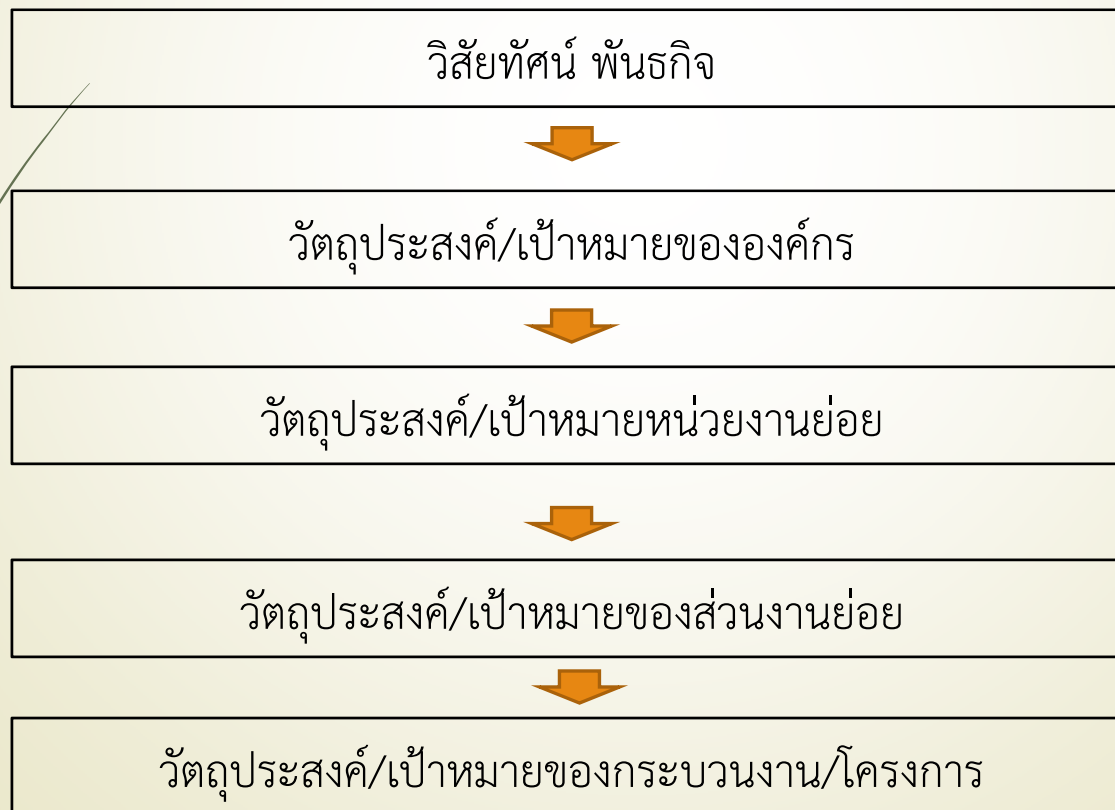 วิสัยทัศน์ พันธกิจ
วัตถุประสงค์/เป้าหมายขององค์กร
วัตถุประสงค์/เป้าหมายหน่วยงานย่อย
วัตถุประสงค์/เป้าหมายของส่วนงานย่อย
วัตถุประสงค์/เป้าหมายของกระบวนงาน/โครงการ